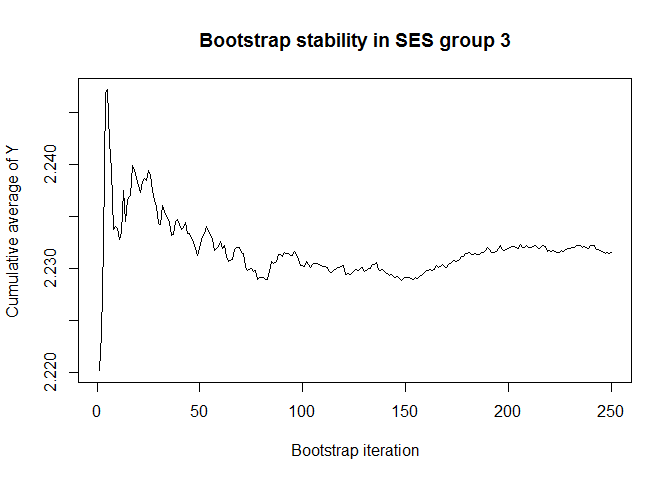 Bootstrap stability in SES group 3
Cumulative average of Y
2.240
2.230
2.220
0 50 100 150 200 250
Bootstrap iteration